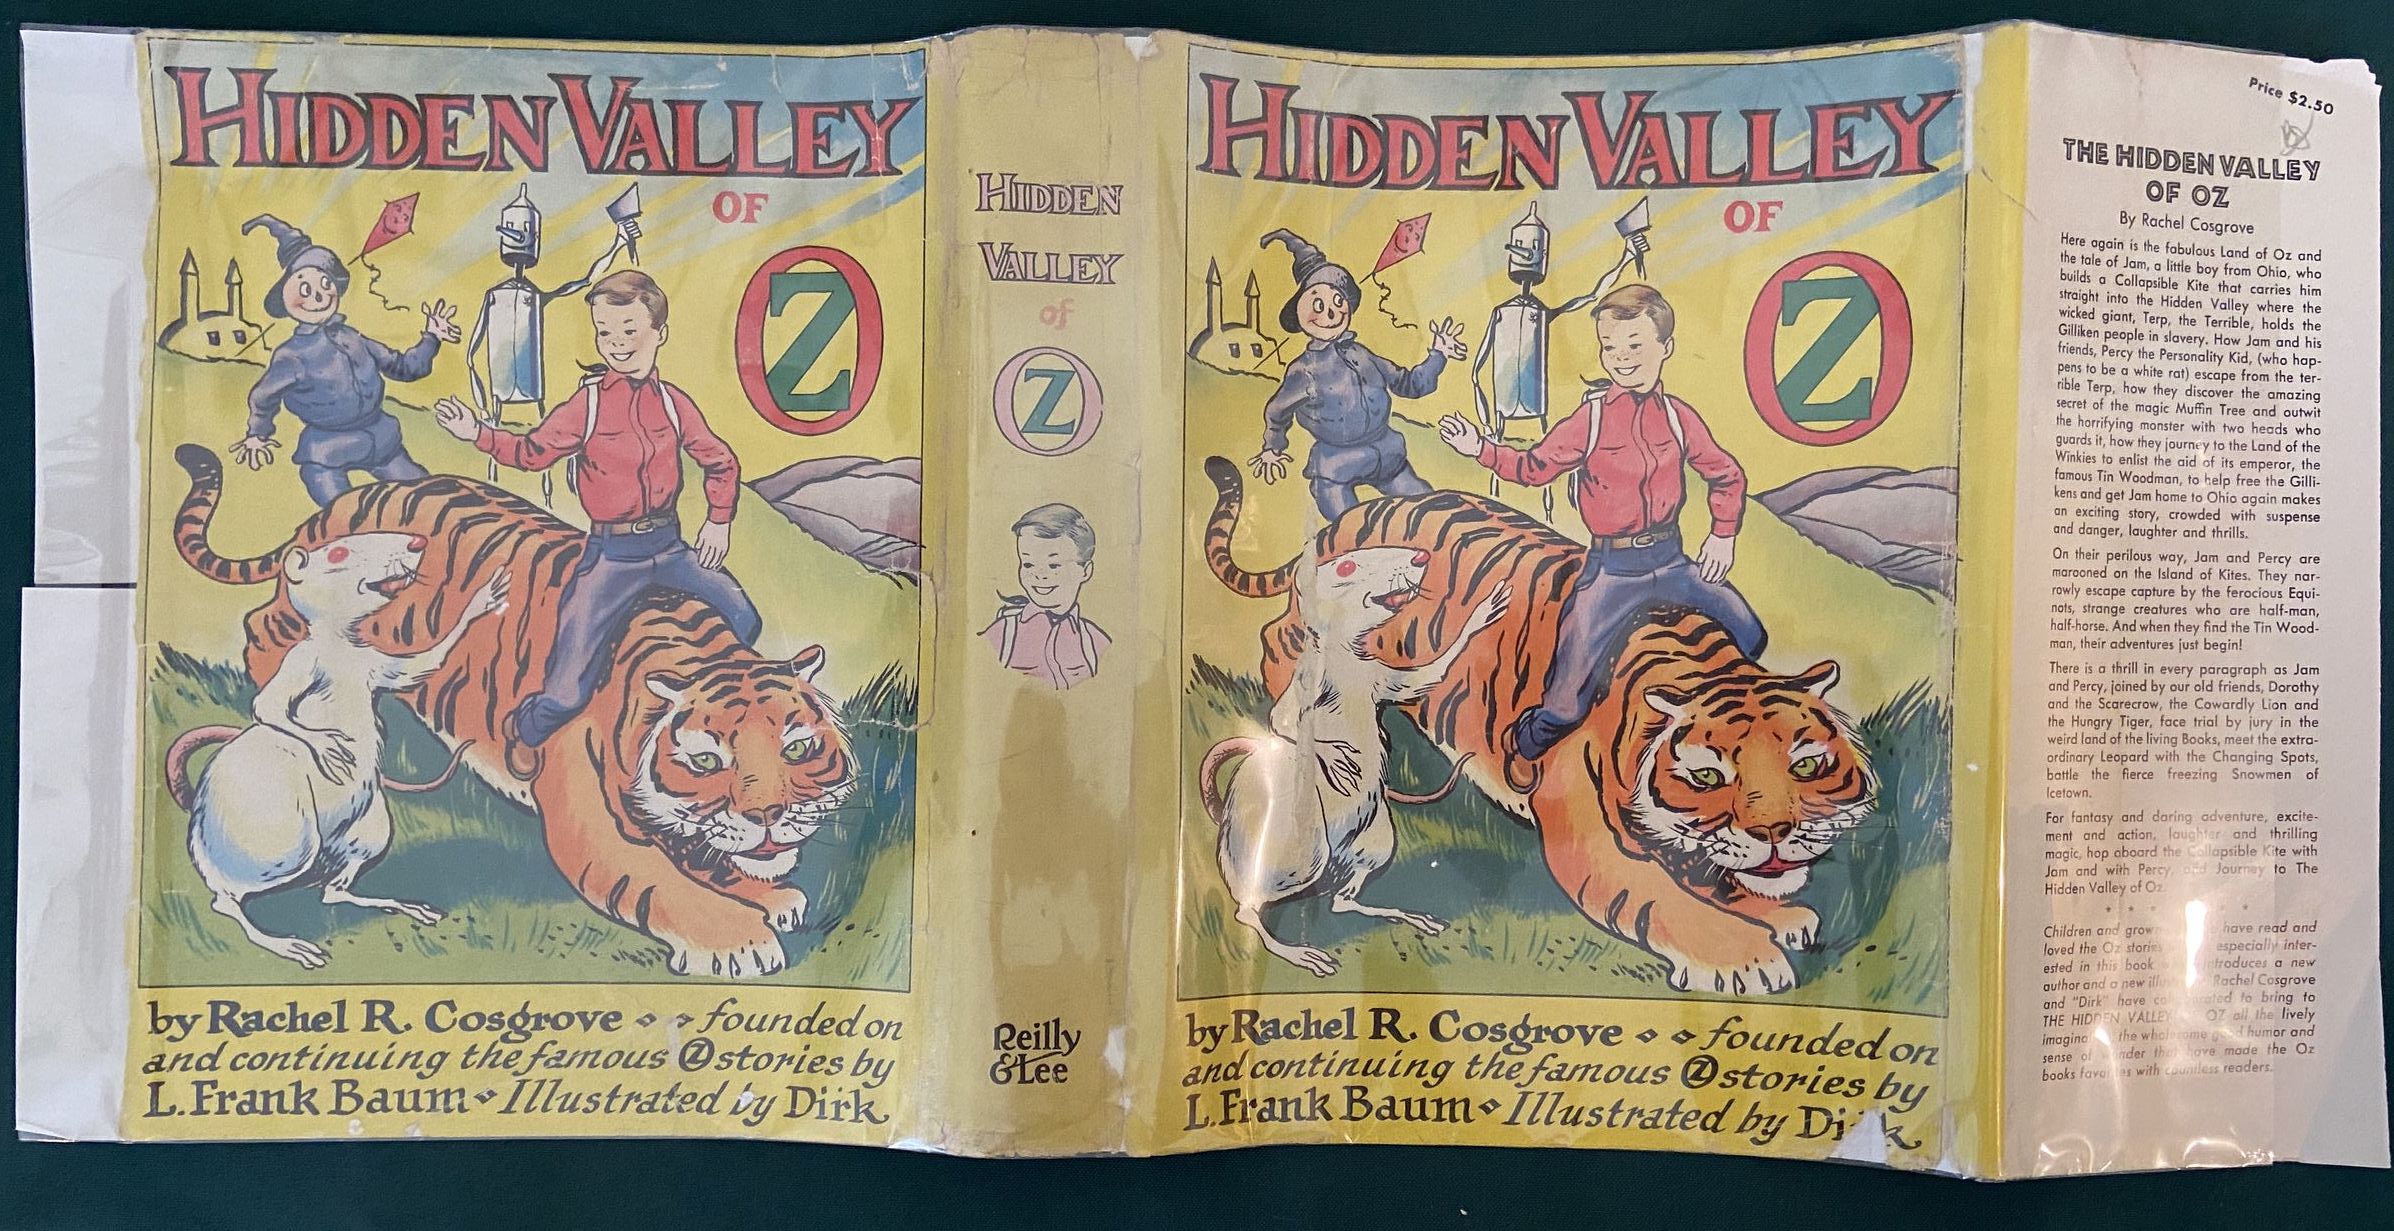 HIDDEN VALLEY
OF
OZ
by Rachel R. Cosgrove founded on
and continuing the famous OZ stories by
L. Frank Baum Illustrated by Dirk
HIDDEN
VALLEY
of
OZ
Reilly
& Lee
HIDDEN VALLEY
OF
OZ
by Rachel R. Cosgrove founded on
and continuing the famous OZ stories by
L. Frank Baum Illustrated by Di k
Price $2.50
THE HIDDEN VALLEY
OF OZ
By Rachel Cosgrove
Here again is the fabulous Land of Oz and
the tale of Jam, a little boy from Ohio, who
builds a Collapsible Kite that carries him
straight into the Hidden Valley where the
wicked giant, Terp, the Terrible, holds the
Gilliken people in slavery. How Jam and his
friends, Percy the Personality Kid, (who hap-
pens to be a white rat) escape from the ter-
rible Terp, how they discover the amazing
secret of the magic Muffin Tree and outwit
the horrifying monster with two heads who
guards it, how they journey to the Land of the
Winkies to enlist the aid of its emperor, the
famous Tin Woodman, to help free the Gilli-
kens and get Jam home to Ohio again makes
an exciting story, crowded with suspense
and danger, laughter and thrills.
On their perilous way, Jam and Percy are
marooned on the Island of Kites. They nar-
rowly escape capture by the ferocious Equi-
nots, strange creatures who are half-man,
half-horse. And when they find the Tin Wood-
man, their adventures just begin!
There is a thrill in every paragraph as Jam
and Percy, joined by our old friends, Dorothy
and the Scarecrow, the Cowardly Lion and
the Hungry Tiger, face trial by jury in the
weird land of the living Books, meet the extra-
ordinary Leopard with the Changing Spots,
battle the fierce freezing Snowmen of
Icetown.
For fantasy and daring adventure, excite-
ment and action, laughter and thrilling
magic, hop aboard the Collapsible Kite with
Jam and with Percy, and Journey to The
Hidden Valley of Oz.
Children and grown have read and
loved the Oz stories especially inter-
ested in this book introduces a new
author and a new Rachel Cosgrove
and "Dirk" have to bring to
THE HIDDEN VALLEY OZ all the lively
the wholesome good humor and
sense of wonder that have made the Oz
books favorites with countless readers.